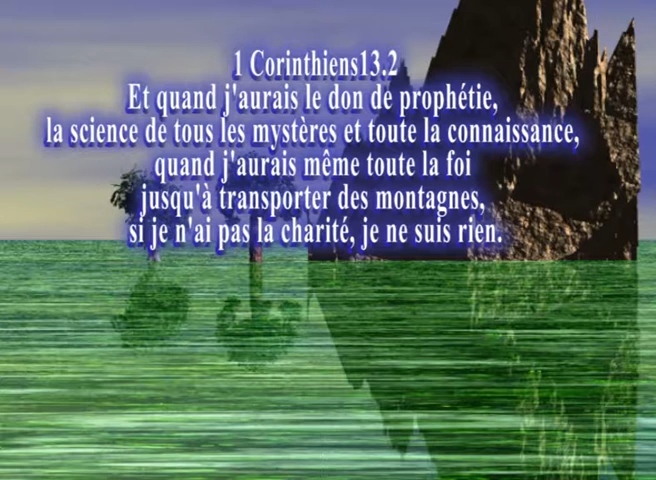 1 Corinthiens13.2
Et quand j'aurais le don de prophétie,
la science de tous les mystères et toute la connaissance,
quand j'aurais même toute la foi
jusqu'à transporter des montagnes,
si je n'ai pas la charité, je ne suis rien.